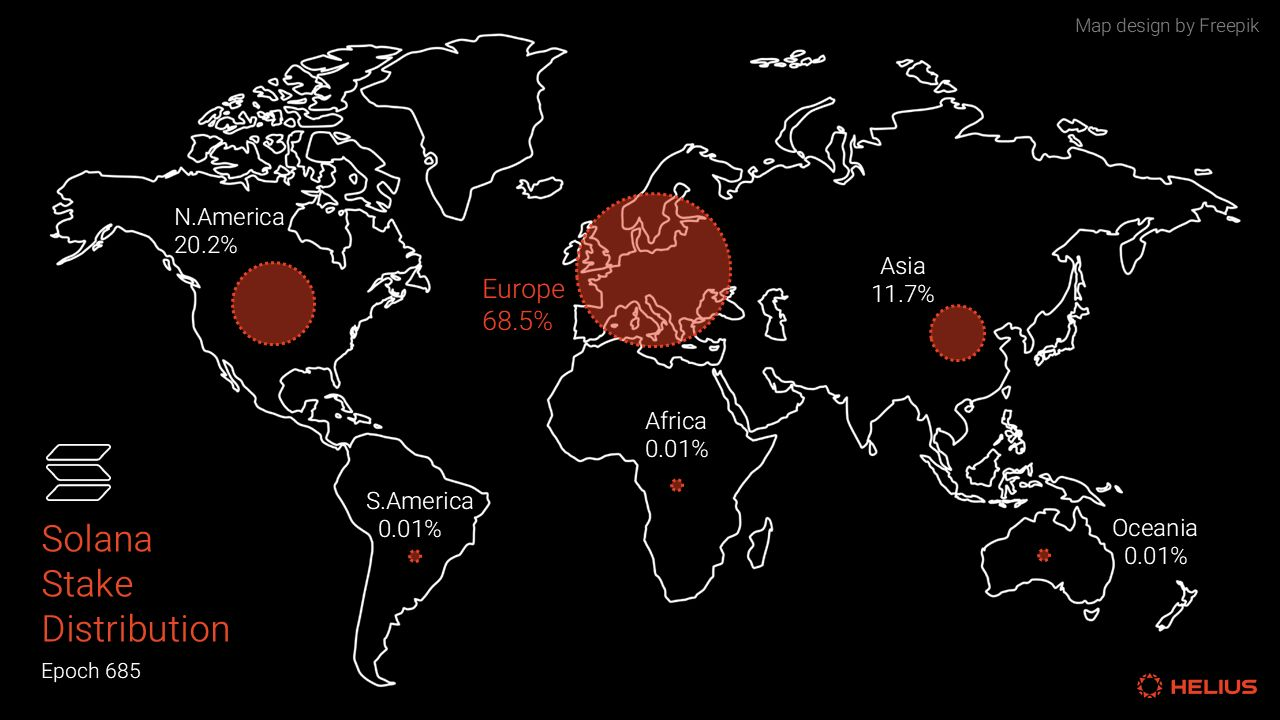 Map design by Freepik
N.America
20.2%
Europe
68.5%
Asia
11.7%
Africa
0.01%
S.America
0.01%
Oceania
0.01%
Solana
Stake
Distribution
Epoch 685
HELIUS